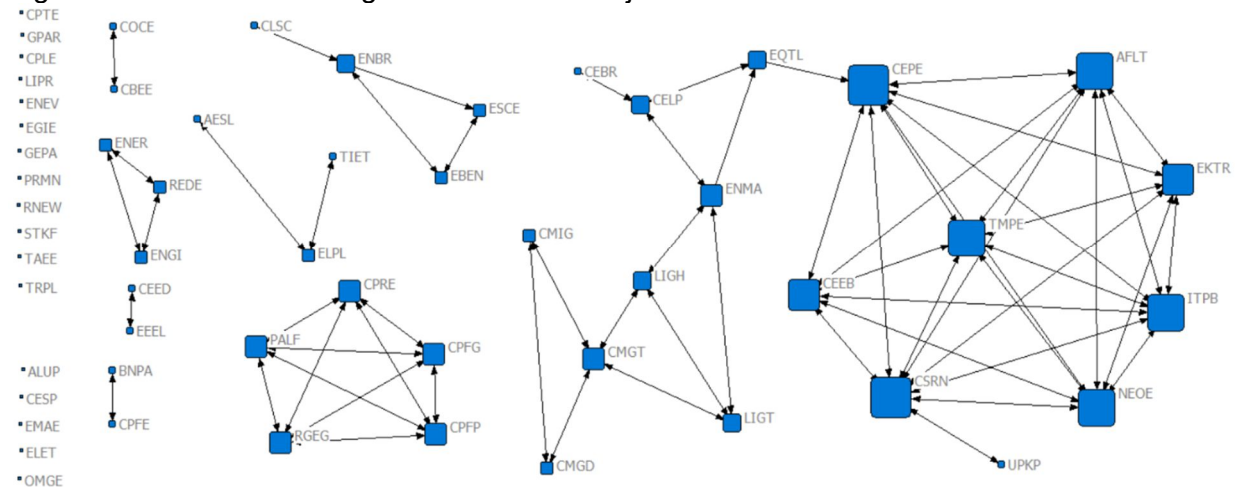 CPTE
GPAR
CPLE
LIPR
ENEV
EGIE
GEPA
PRMN
RNEW
STKF
TAEE
TRPL
ALUP
CESP
EMAE
ELET
OMGE
COCE
CBEE
ENER
REDE
ENGI
CEED
EEEL
BNPA
CPFE
CLSC
ENBR
ESCE
EBEN
AESL
TIET
ELPL
CPRE
PALF
CPFG
RGEG
CPFP
CEBR
CELP
EQTL
ENMA
CMIG
LIGH
CMGT
LIGT
CMGD
CEPE
AFLT
EKTR
TMPE
CEEB
ITPB
CSRN
NEOE
UPKP